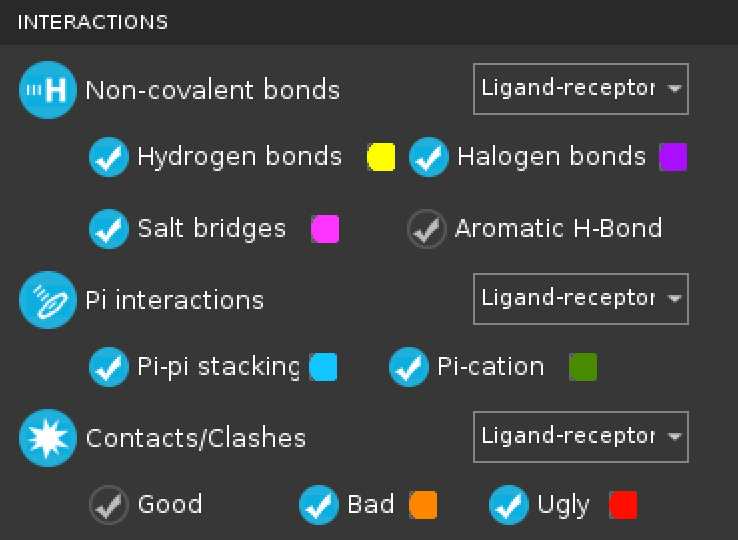 INTERACTIONS
H Non-covalent bonds Ligand-receptor
Hydrogen bonds Halogen bonds
Salt bridges Aromatic H-Bond
Pi interactions Ligand-receptor
Pi-pi stacking Pi-cation
Contacts/Clashes Ligand-receptor
Good Bad Ugly